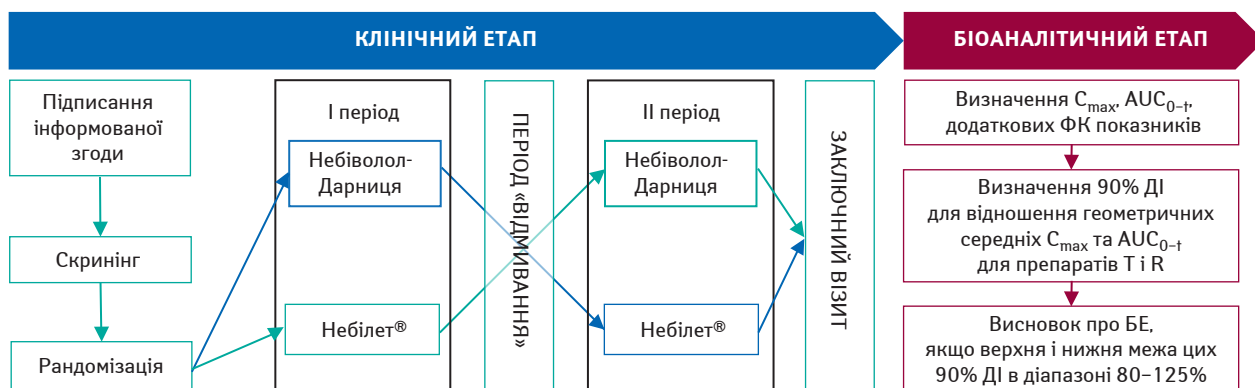 КЛІНІЧНИЙ ЕТАП
БІОАНАЛІТИЧНИЙ ЕТАП
Підписання
інформованої
згоди
Скринінг
Рандомізація
І період
Небіволол-
Дарниця
Небілет®
ПЕРІОД «ВІДМИВАННЯ»
ІІ період
Небіволол-
Дарниця
Небілет®
ЗАКЛЮЧНИЙ ВІЗИТ
Визначення Cmax, AUC0–t,
додаткових ФК показників
Визначення 90% ДІ
для відношення геометричних
середніх Cmax та AUC0–t
для препаратів T і R
Висновок про БЕ,
якщо верхня і нижня межа цих
90% ДІ в діапазоні 80–125%